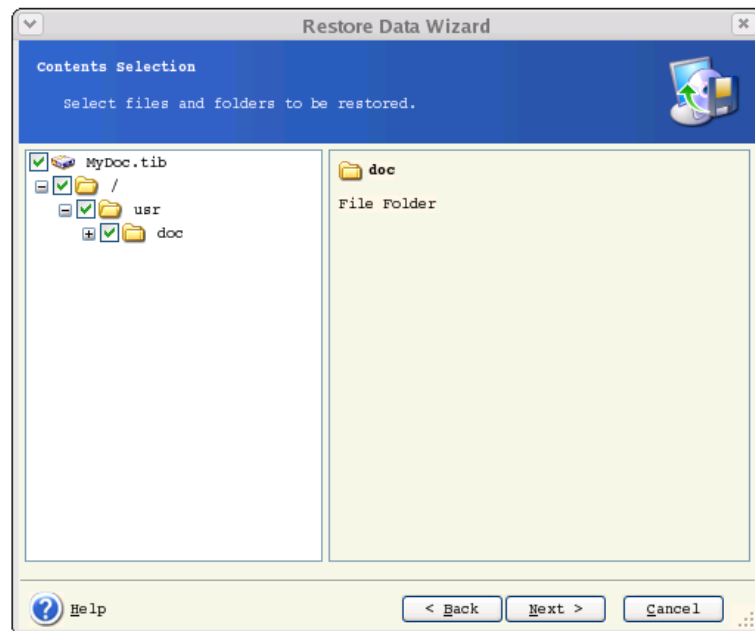 Restore Data Wizard
Contents Selection
Select files and folders to be restored.
MyDoc.tib
/
usr
doc
doc
File Folder
Help
< Back
Next >
Cancel